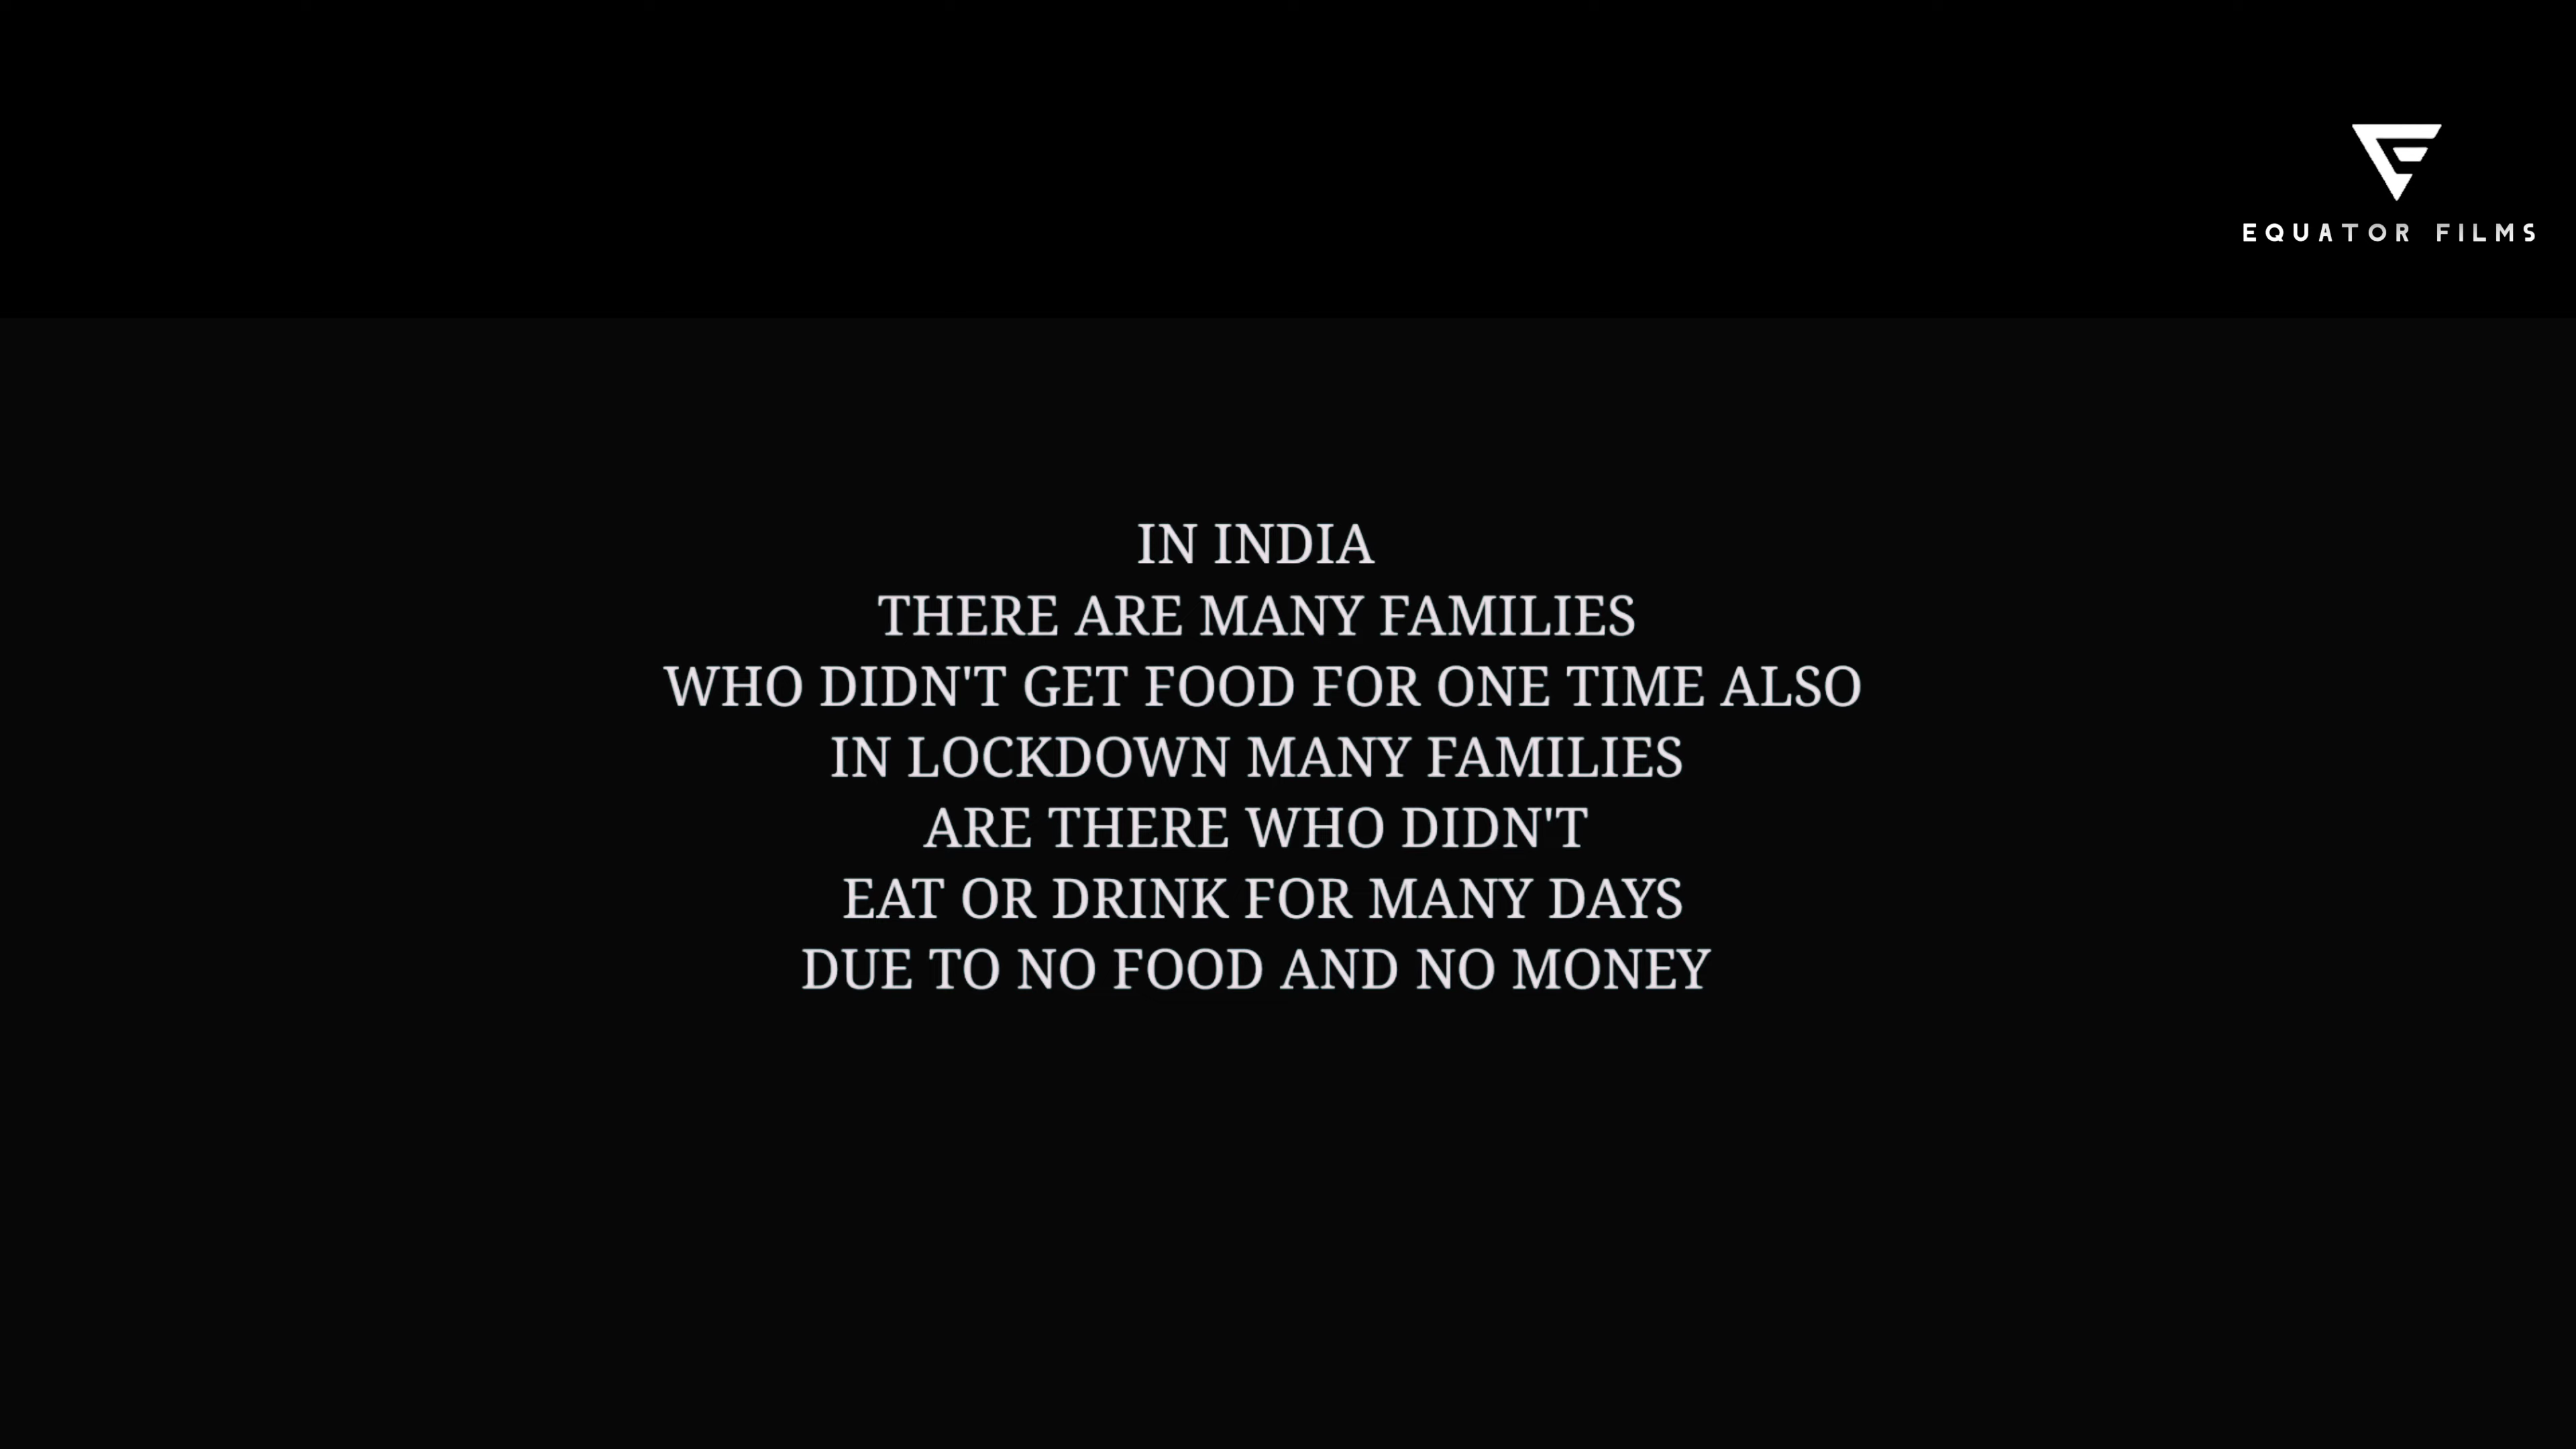 EQUATOR FILMS
IN INDIA
THERE ARE MANY FAMILIES
WHO DIDN'T GET FOOD FOR ONE TIME ALSO
IN LOCKDOWN MANY FAMILIES
ARE THERE WHO DIDN'T
EAT OR DRINK FOR MANY DAYS
DUE TO NO FOOD AND NO MONEY